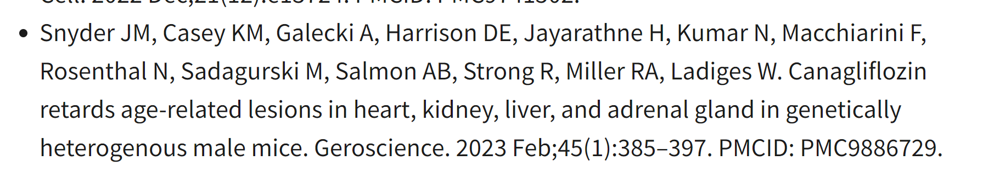 • Snyder JM, Casey KM, Galecki A, Harrison DE, Jayarathne H, Kumar N, Macchiarini F,
Rosenthal N, Sadagurski M, Salmon AB, Strong R, Miller RA, Ladiges W. Canagliflozin
retards age-related lesions in heart, kidney, liver, and adrenal gland in genetically
heterogenous male mice. Geroscience. 2023 Feb;45(1):385–397. PMCID: PMC9886729.